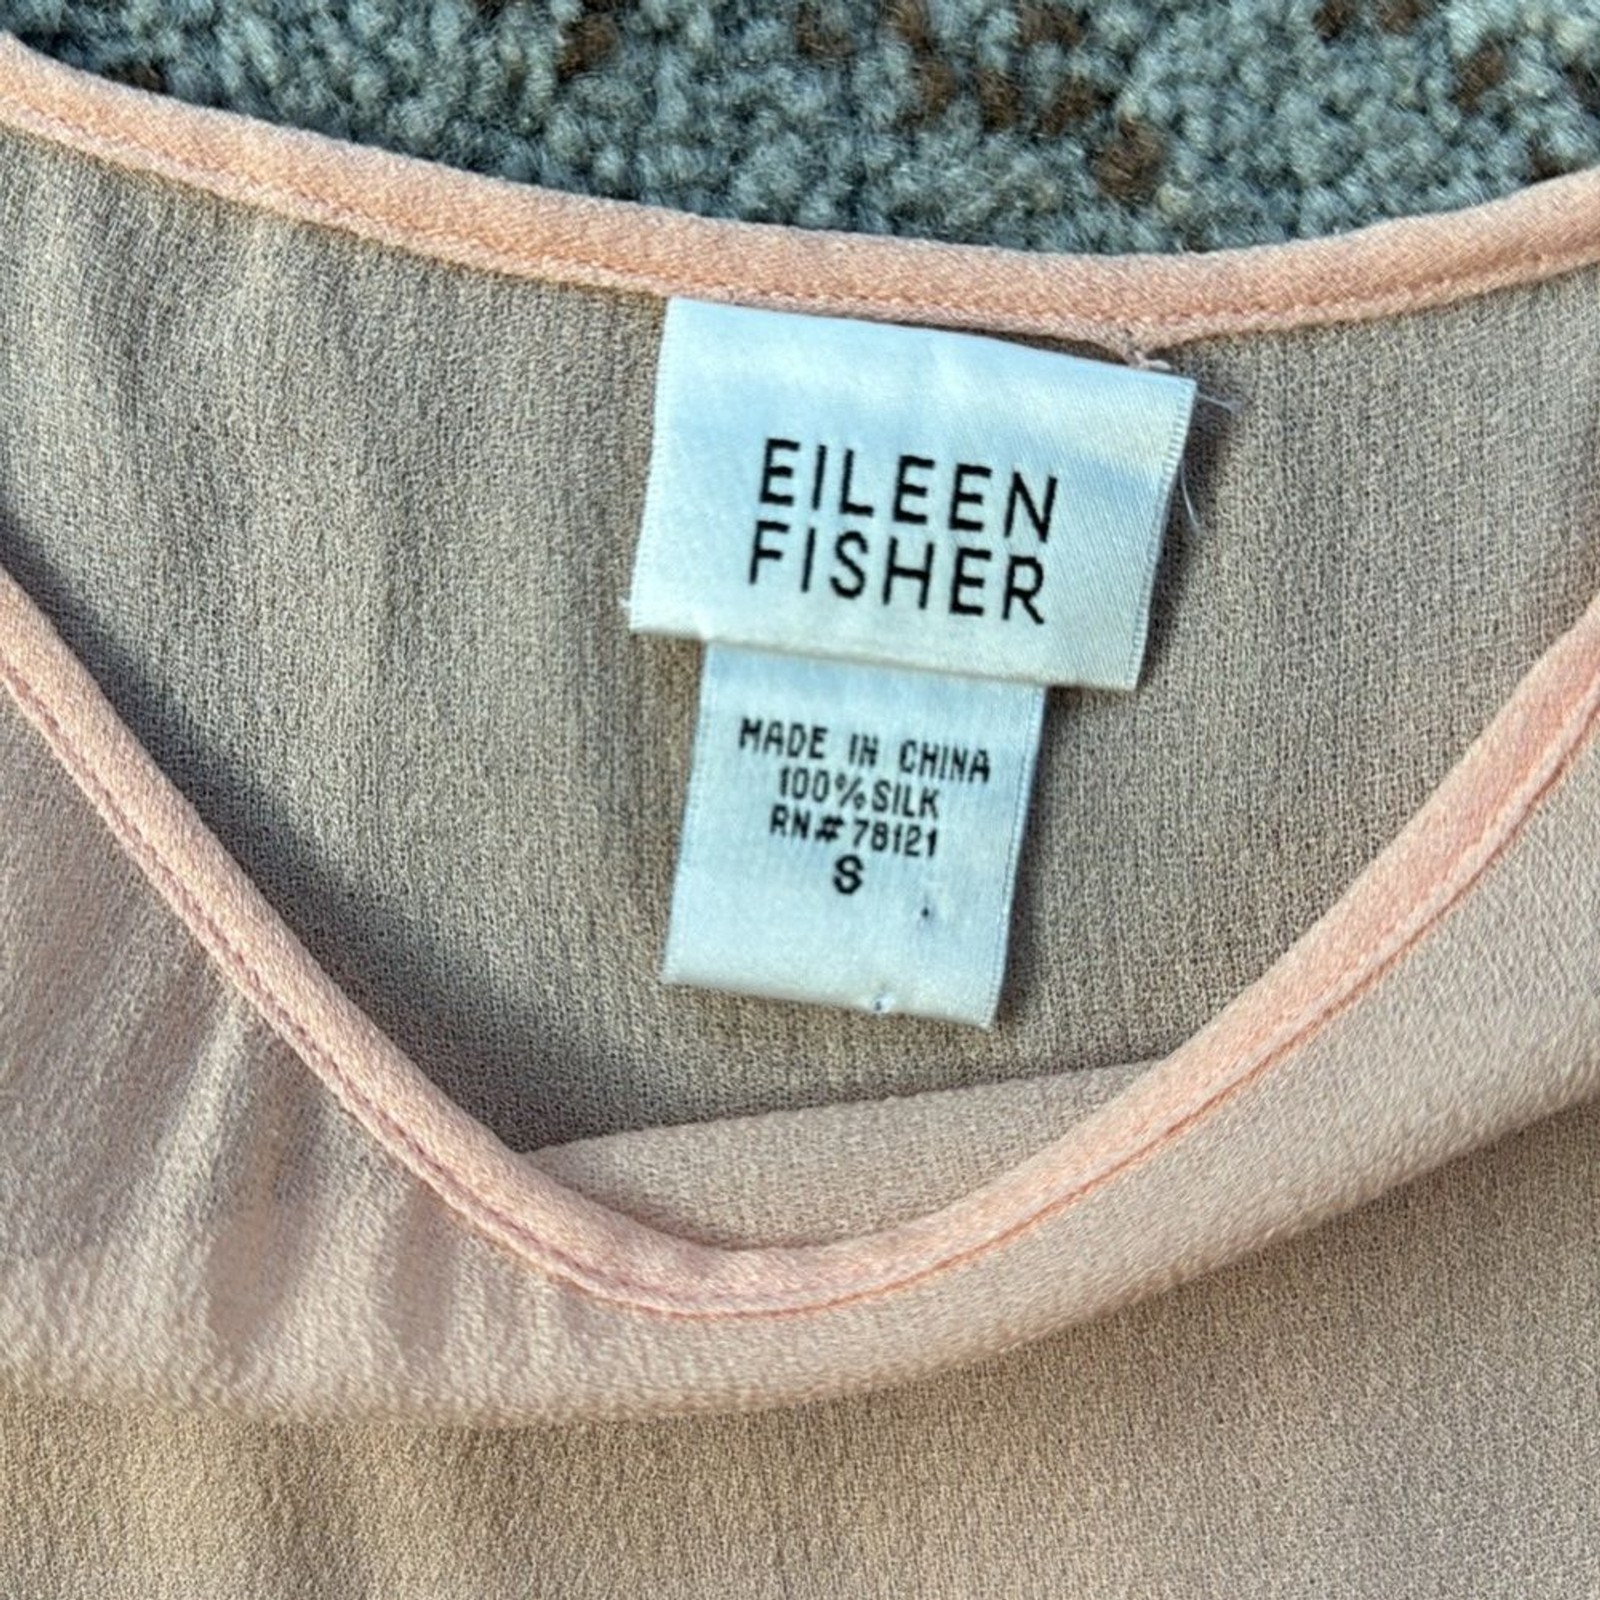 EILEEN
FISHER
MADE IN CHINA
100%SILK
RN#78121
S